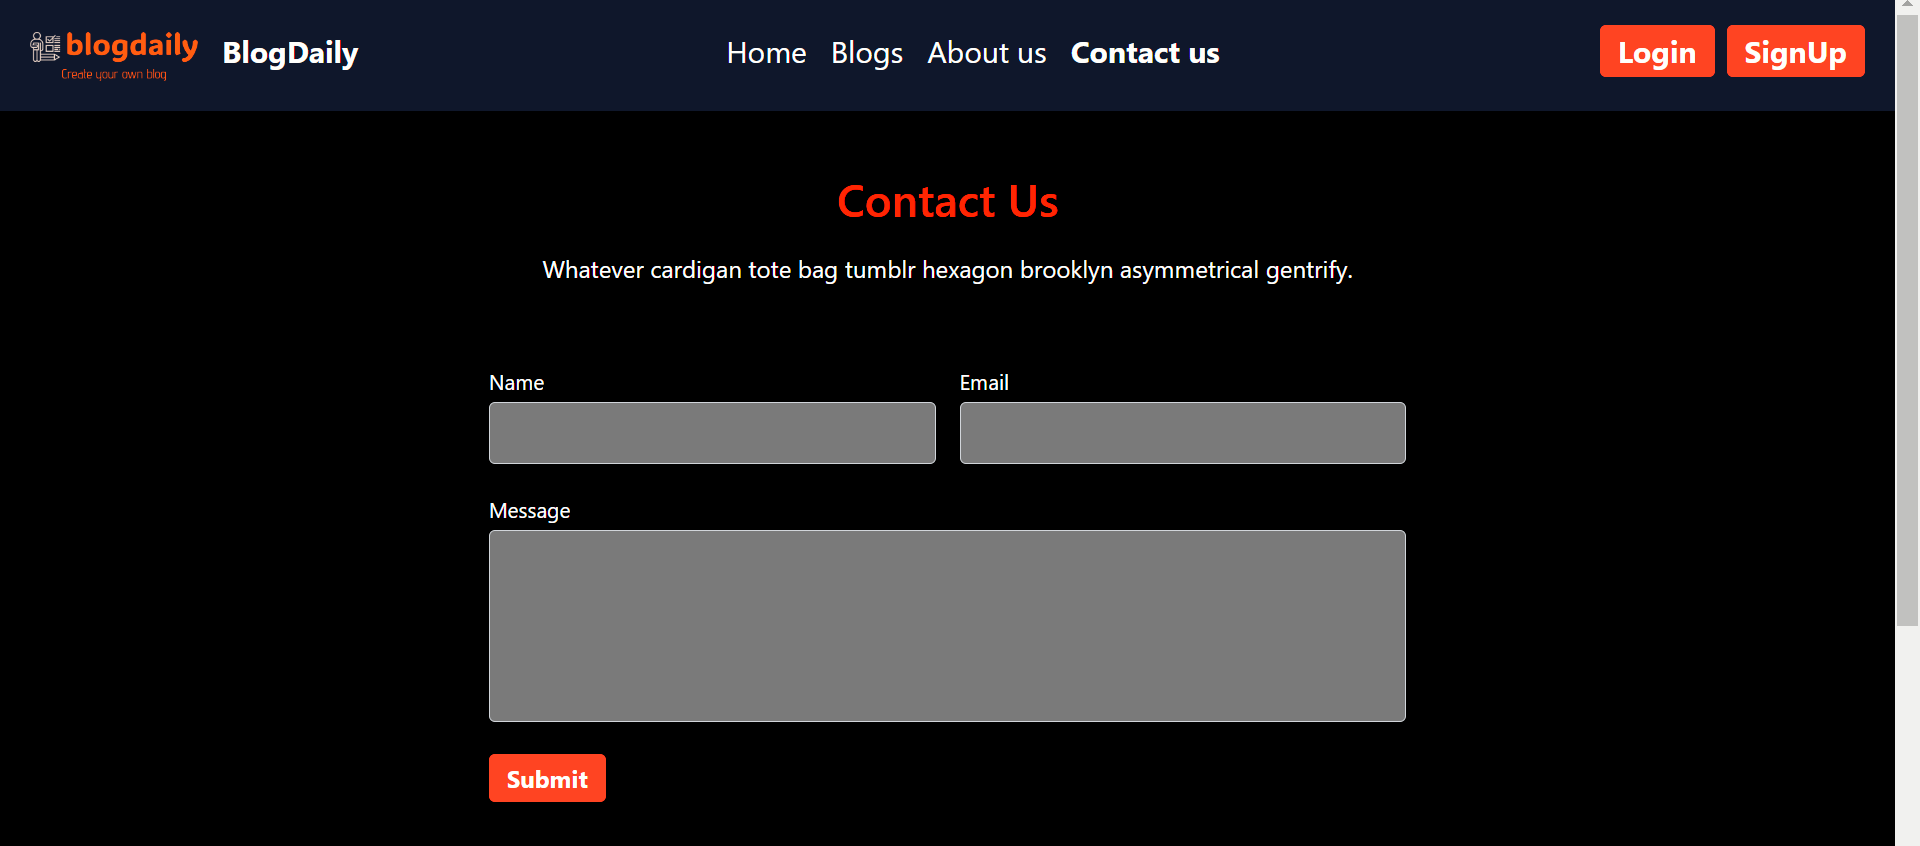 blogdaily
Create your own blog
BlogDaily
Home Blogs About us Contact us
Login SignUp
Contact Us
Whatever cardigan tote bag tumblr hexagon brooklyn asymmetrical gentrify.
Name Email
Message
Submit